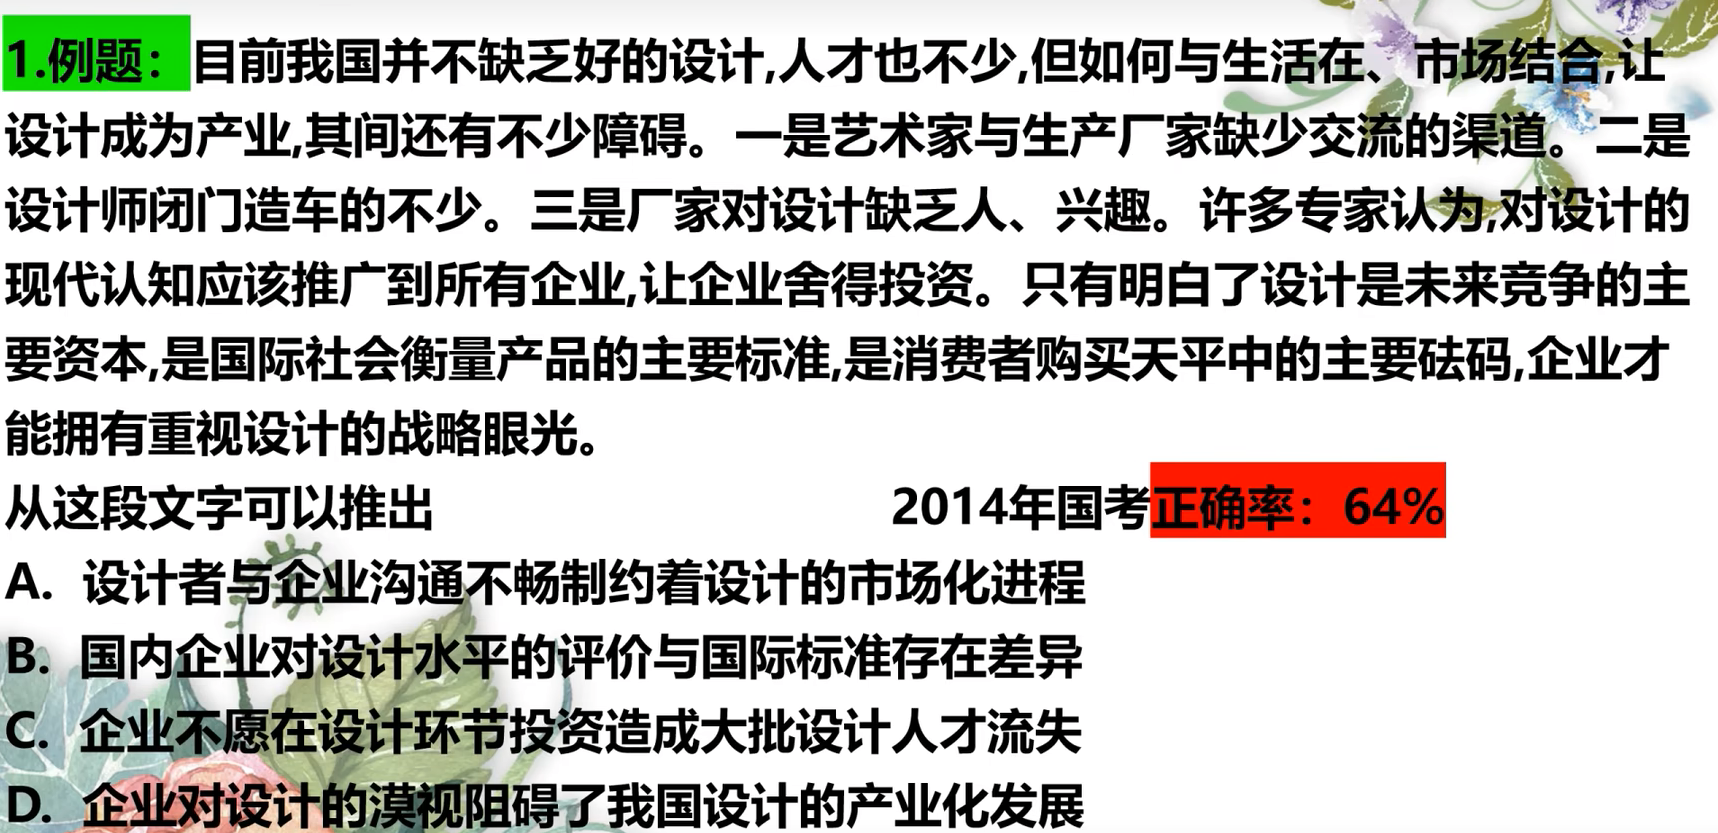 1.例题：目前我国并不缺乏好的设计,人才也不少,但如何与生活在、市场结合,让
设计成为产业,其间还有不少障碍。一是艺术家与生产厂家缺少交流的渠道。二是
设计师闭门造车的不少。三是厂家对设计缺乏人、兴趣。许多专家认为,对设计的
现代认知应该推广到所有企业,让企业舍得投资。只有明白了设计是未来竞争的主
要资本,是国际社会衡量产品的主要标准,是消费者购买天平中的主要砝码,企业才
能拥有重视设计的战略眼光。
从这段文字可以推出 2014年国考正确率：64%
A. 设计者与企业沟通不畅制约着设计的市场化进程
B. 国内企业对设计水平的评价与国际标准存在差异
C. 企业不愿在设计环节投资造成大批设计人才流失
D. 企业对设计的漠视阻碍了我国设计的产业化发展